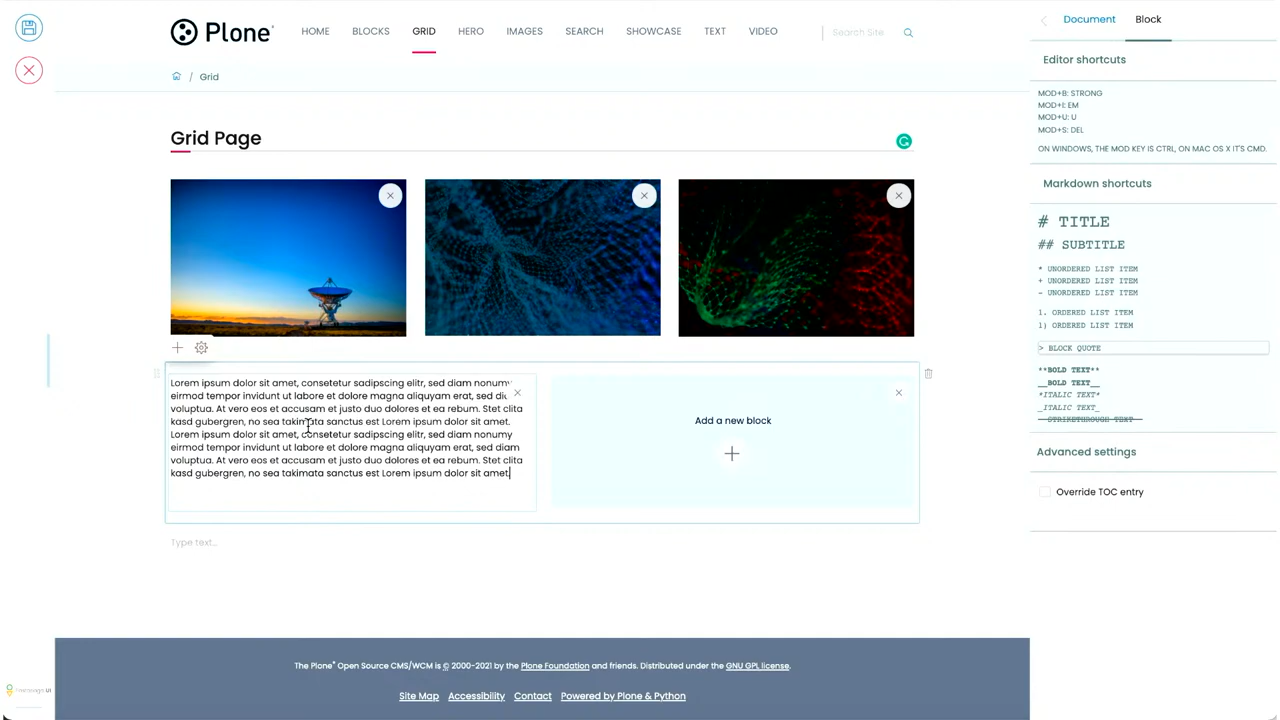 Plone®
HOME
BLOCKS
GRID
HERO
IMAGES
SEARCH
SHOWCASE
TEXT
VIDEO
Search Site
/ Grid
Grid Page
Lorem ipsum dolor sit amet, consetetur sadipscing elitr, sed diam nonumy
eirmod tempor invidunt ut labore et dolore magna aliquyam erat, sed diam
voluptua. At vero eos et accusam et justo duo dolores et ea rebum. Stet clita
kasd gubergren, no sea takimata sanctus est Lorem ipsum dolor sit amet.
Lorem ipsum dolor sit amet, consetetur sadipscing elitr, sed diam nonumy
eirmod tempor invidunt ut labore et dolore magna aliquyam erat, sed diam
voluptua. At vero eos et accusam et justo duo dolores et ea rebum. Stet clita
kasd gubergren, no sea takimata sanctus est Lorem ipsum dolor sit amet.
Add a new block
Type text…
The Plone® Open Source CMS/WCM is © 2000-2021 by the Plone Foundation and friends. Distributed under the GNU GPL license.
Site Map
Accessibility
Contact
Powered by Plone & Python
Document
Block
Editor shortcuts
MOD+B: STRONG
MOD+I: EM
MOD+U: U
MOD+S: DEL
ON WINDOWS, THE MOD KEY IS CTRL, ON MAC OS X IT'S CMD.
Markdown shortcuts
# TITLE
## SUBTITLE
* UNORDERED LIST ITEM
+ UNORDERED LIST ITEM
- UNORDERED LIST ITEM
1. ORDERED LIST ITEM
1) ORDERED LIST ITEM
> BLOCK QUOTE
**BOLD TEXT**
__BOLD TEXT__
*ITALIC TEXT*
_ITALIC TEXT_
~~STRIKETHROUGH TEXT~~
Advanced settings
Override TOC entry